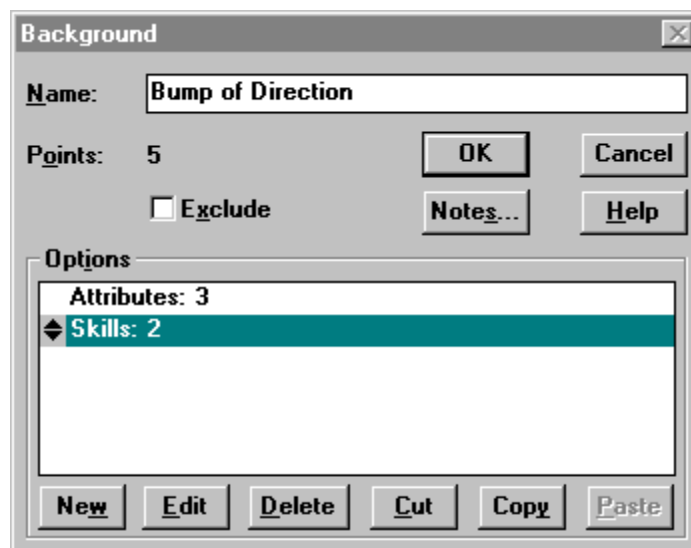 Background
Name: Bump of Direction
Points: 5 OK Cancel
Exclude Notes... Help
Options
Attributes: 3
Skills: 2
New Edit Delete Cut Copy Paste